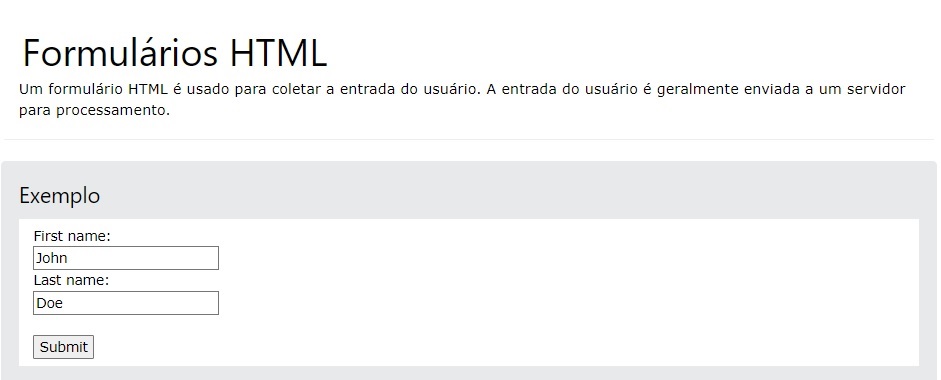 Formulários HTML
Um formulário HTML é usado para coletar a entrada do usuário. A entrada do usuário é geralmente enviada a um servidor
para processamento.
Exemplo
First name:
John
Last name:
Doe
Submit